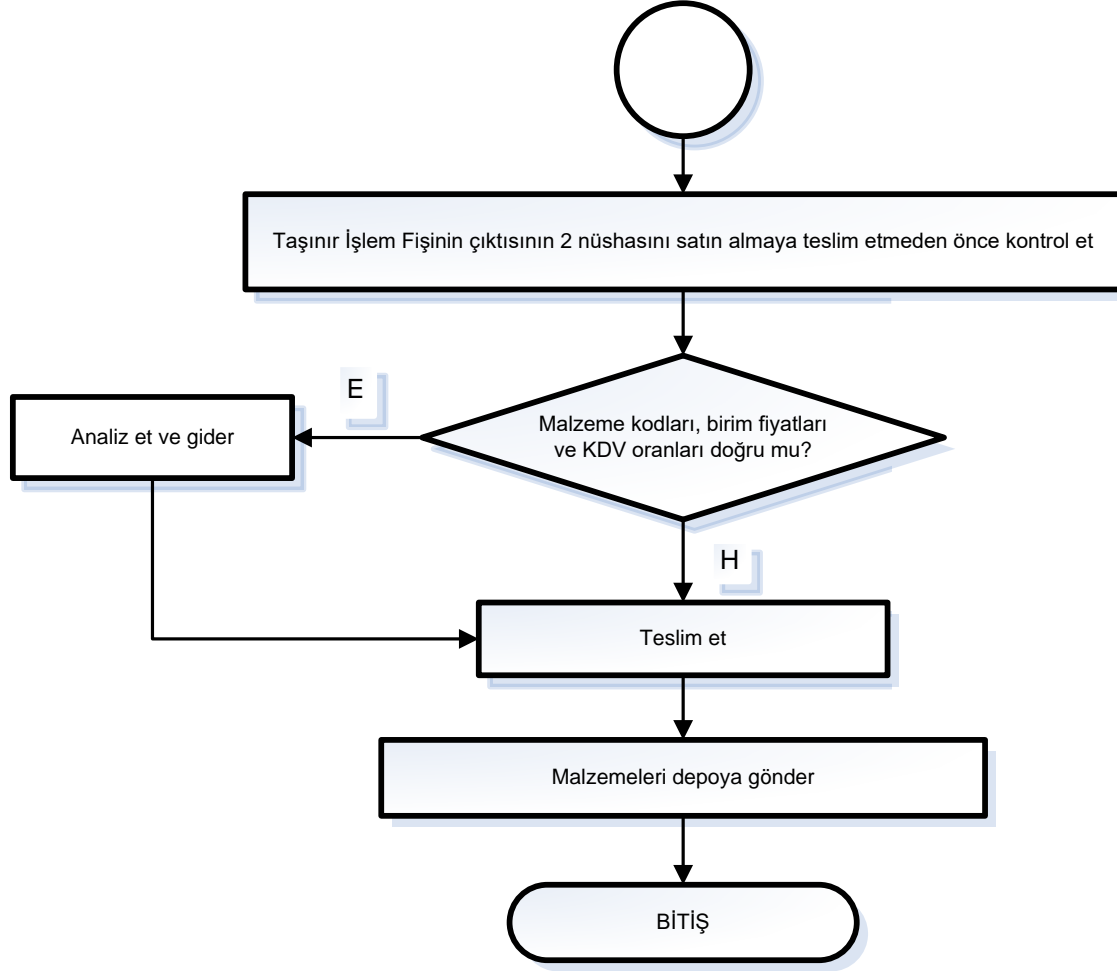 Taşınır İşlem Fişinin çıktısının 2 nüshasını satın almaya teslim etmeden önce kontrol et
E
Malzeme kodları, birim fiyatları
ve KDV oranları doğru mu?
Analiz et ve gider
H
Teslim et
Malzemeleri depoya gönder
BİTİŞ